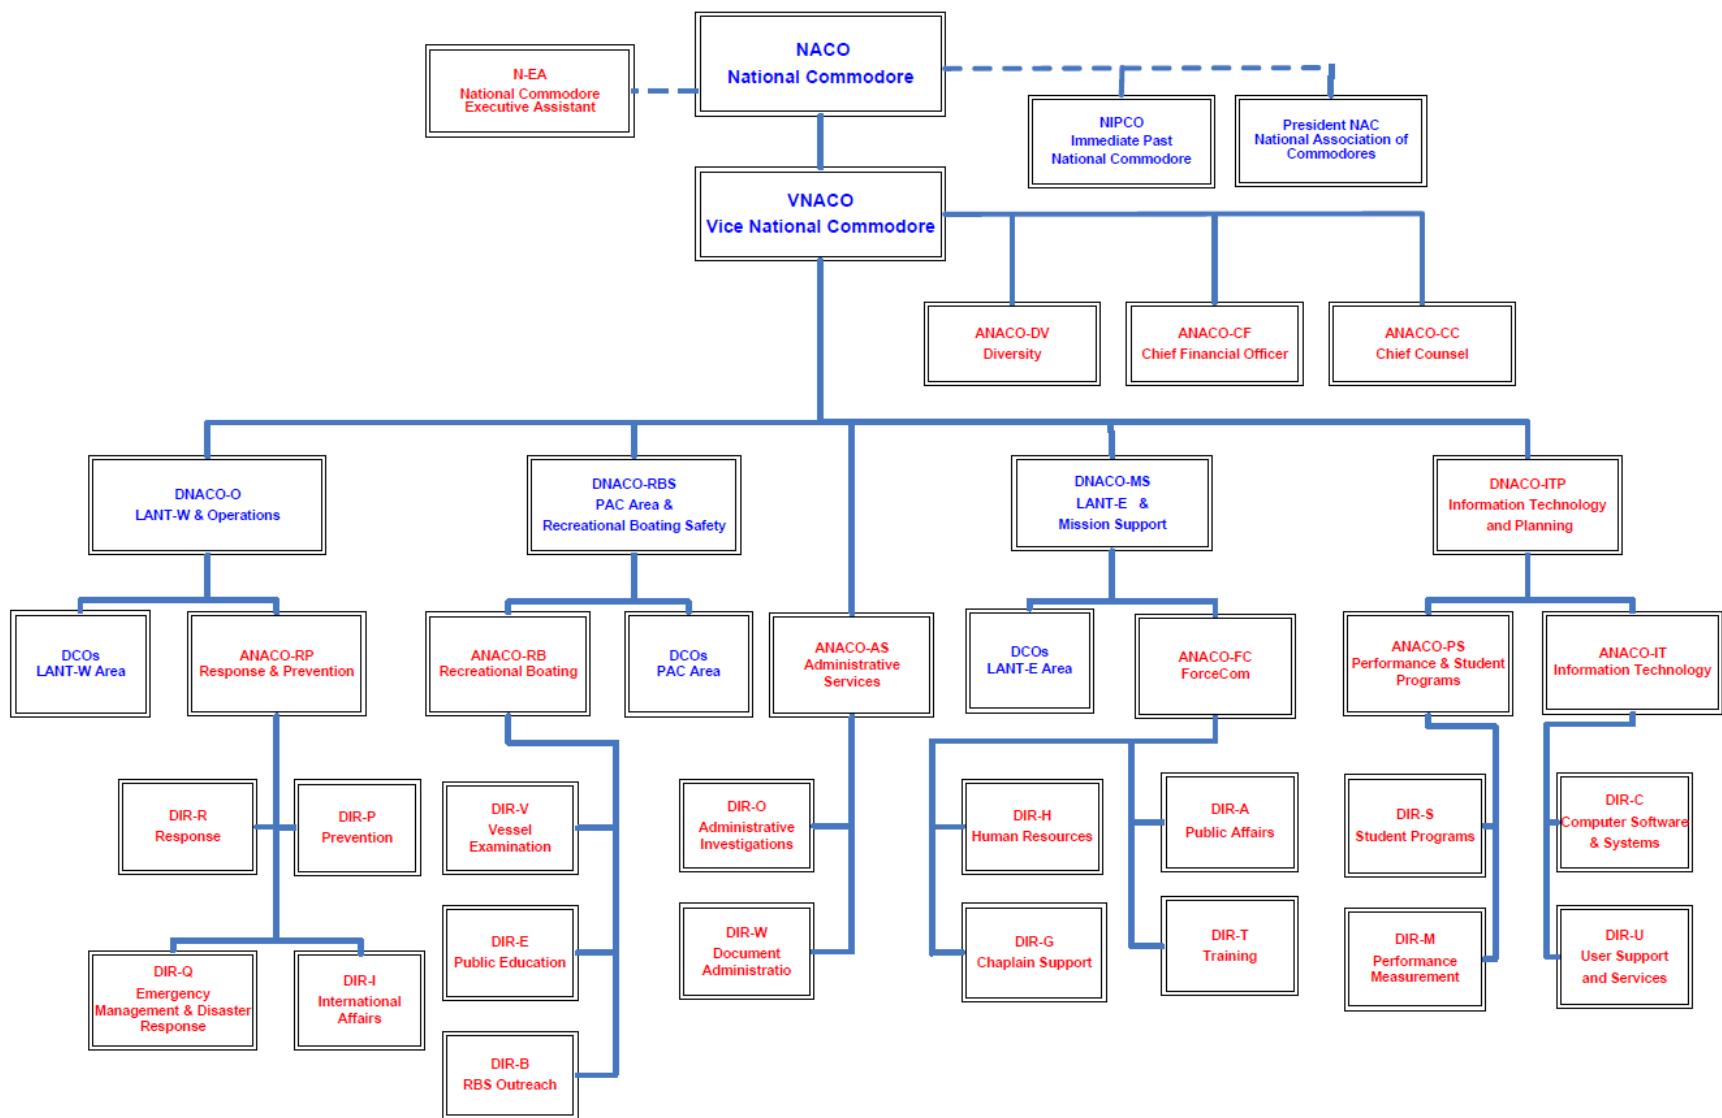 NACO
National Commodore
N-EA
National Commodore
Executive Assistant
NIPCO
Immediate Past
National Commodore
President NAC
National Association of
Commodores
VNACO
Vice National Commodore
ANACO-DV
Diversity
ANACO-CF
Chief Financial Officer
ANACO-CC
Chief Counsel
DNACO-O
LANT-W & Operations
DNACO-RBS
PAC Area &
Recreational Boating Safety
DNACO-MS
LANT-E &
Mission Support
DNACO-ITP
Information Technology
and Planning
DCOs
LANT-W Area
ANACO-RP
Response & Prevention
ANACO-RB
Recreational Boating
DCOs
PAC Area
ANACO-AS
Administrative
Services
DCOs
LANT-E Area
ANACO-FC
ForceCom
ANACO-PS
Performance & Student
Programs
ANACO-IT
Information Technology
DIR-R
Response
DIR-P
Prevention
DIR-V
Vessel
Examination
DIR-O
Administrative
Investigations
DIR-H
Human Resources
DIR-A
Public Affairs
DIR-S
Student Programs
DIR-C
Computer Software
& Systems
DIR-Q
Emergency
Management & Disaster
Response
DIR-I
International
Affairs
DIR-E
Public Education
DIR-W
Document
Administratio
DIR-G
Chaplain Support
DIR-T
Training
DIR-M
Performance
Measurement
DIR-U
User Support
and Services
DIR-B
RBS Outreach